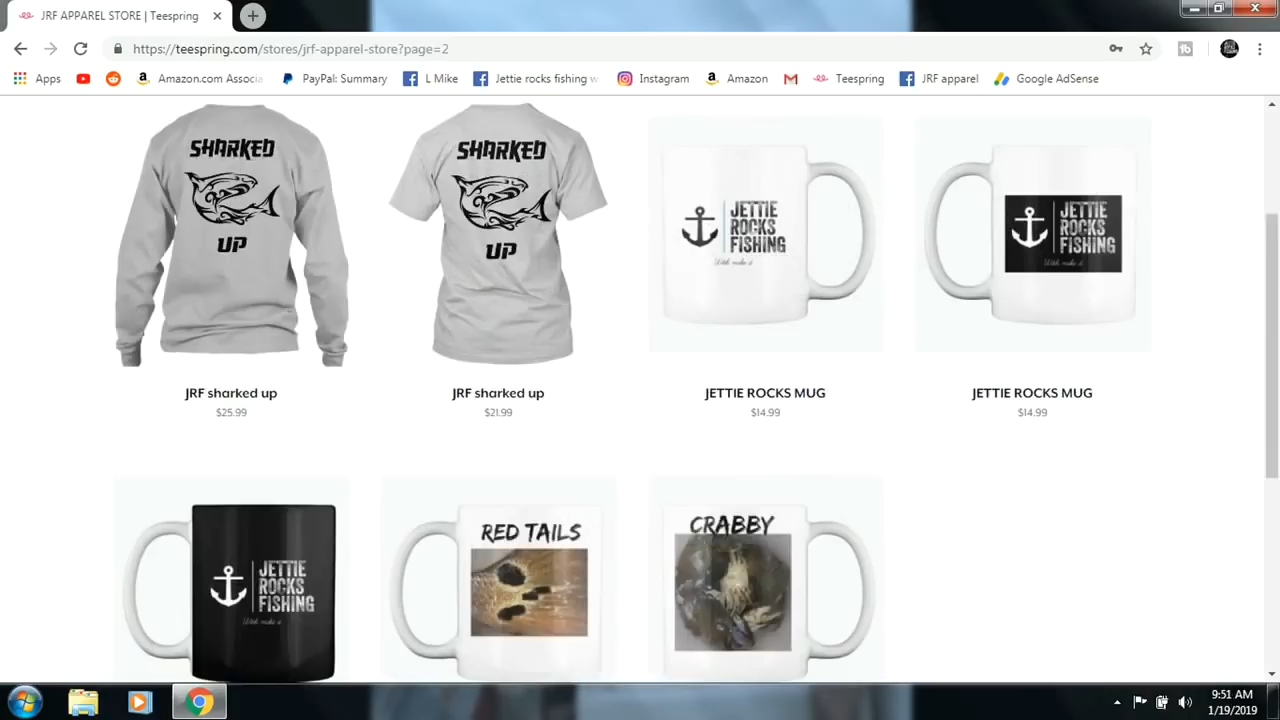 JRF APPAREL STORE | Teespring
https://teespring.com/stores/jrf-apparel-store?page=2
Apps
Amazon.com Associa
PayPal: Summary
L Mike
Jettie rocks fishing w
Instagram
Amazon
Teespring
JRF apparel
Google AdSense
SHARKED
UP
SHARKED
UP
JETTIE
ROCKS
FISHING
JETTIE
ROCKS
FISHING
JRF sharked up
$25.99
JRF sharked up
$21.99
JETTIE ROCKS MUG
$14.99
JETTIE ROCKS MUG
$14.99
JETTIE
ROCKS
FISHING
RED TAILS
CRABBY
9:51 AM
1/19/2019